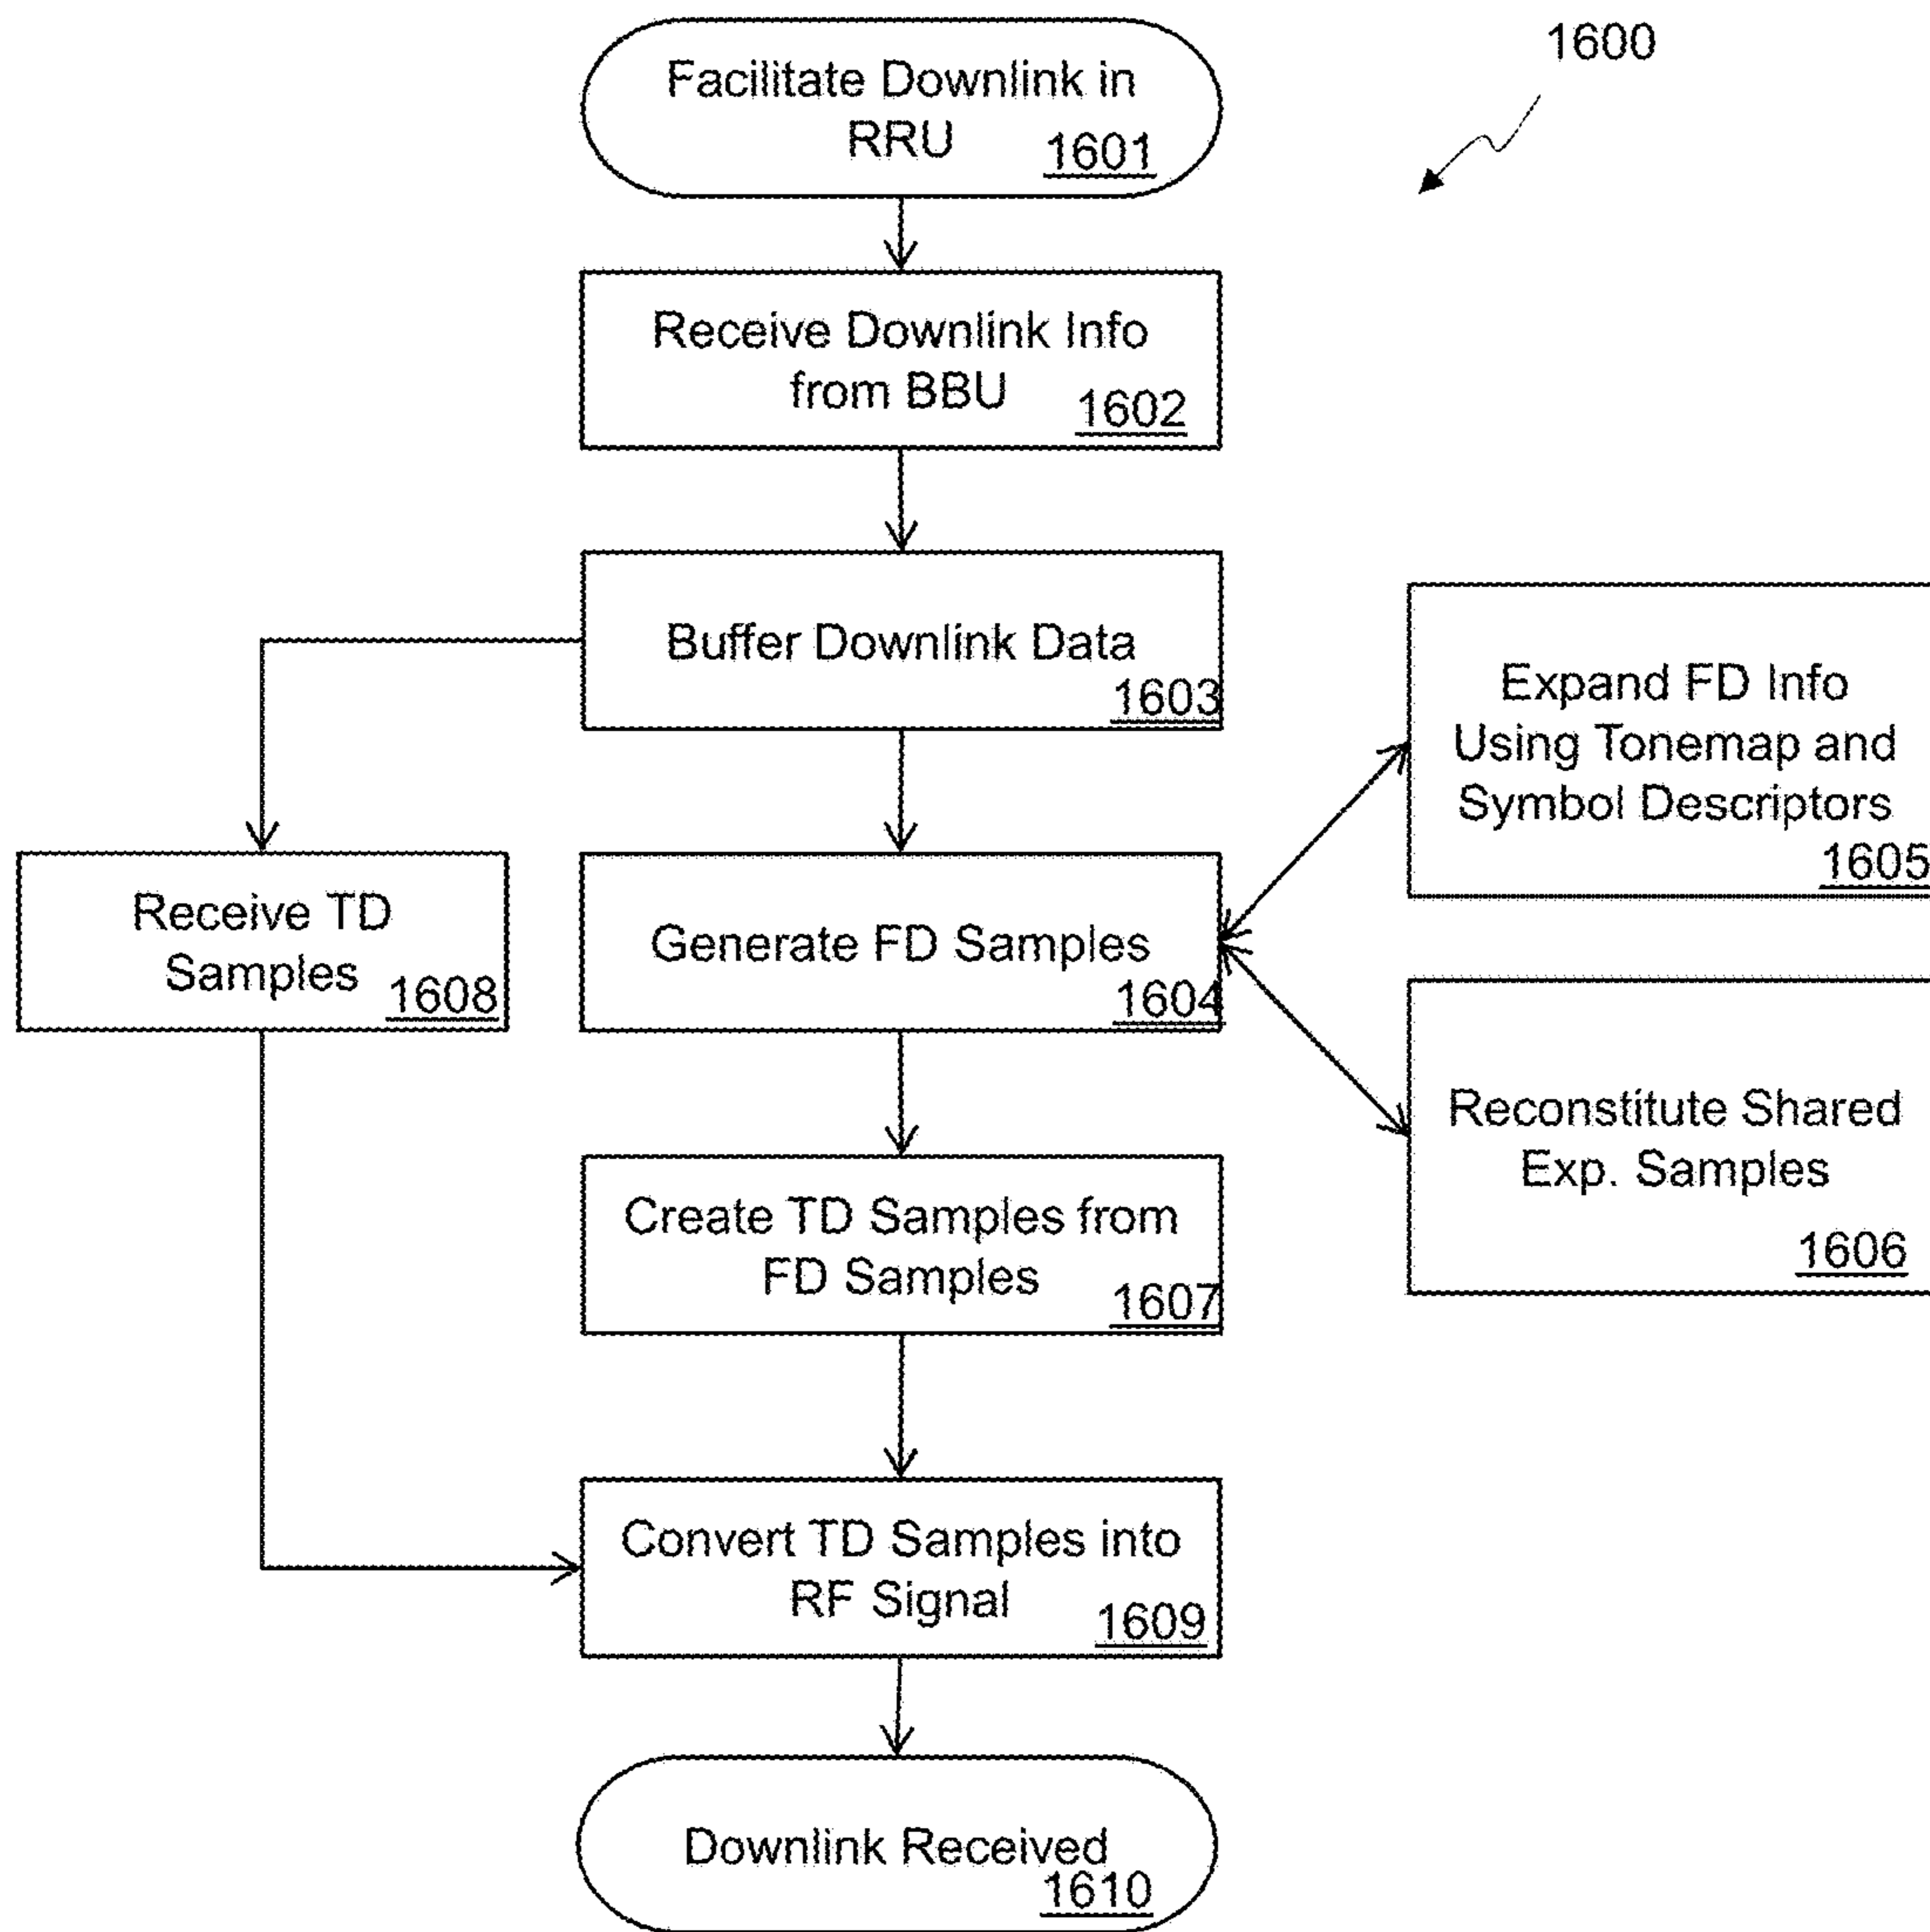 1600
Facilitate Downlink in
RRU
1601
Receive Downlink Info
from BBU
1602
Buffer Downlink Data
1603
Expand FD Info
Using Tonemap and
Symbol Descriptors
1605
Receive TD
Samples
1608
Generate FD Samples
1604
Reconstitute Shared
Exp. Samples
1606
Create TD Samples from
FD Samples
1607
Convert TD Samples into
RF Signal
1609
Downlink Received
1610